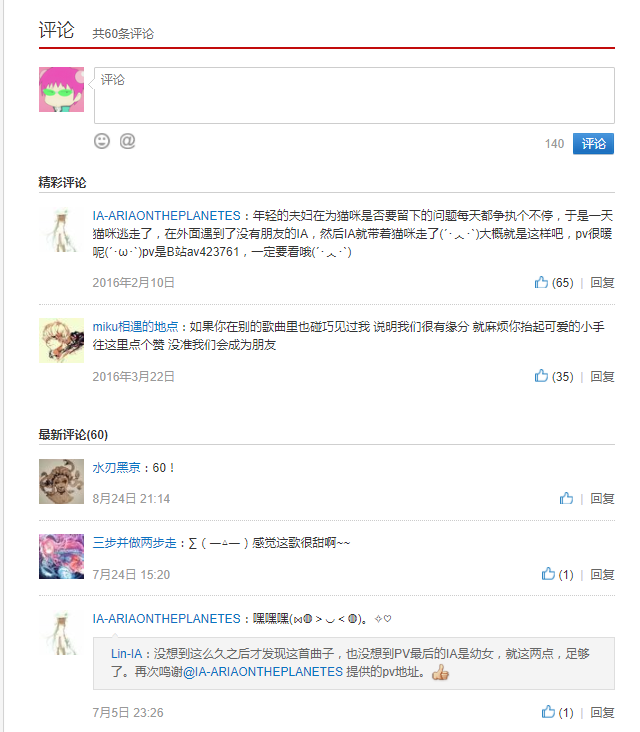 评论 共60条评论
评论
140 评论
精彩评论
IA-ARIAONTHEPLANETES：年轻的夫妇在为猫咪是否要留下的问题每天都争执个不停，于是一天
猫咪逃走了，在外面遇到了没有朋友的IA，然后IA就带着猫咪走了(´･︿･`)大概就是这样吧，pv很暖
呢(´･ω･`)pv是B站av423761，一定要看哦(´･︿･`)
2016年2月10日 (65) | 回复
miku相遇的地点：如果你在别的歌曲里也碰巧见过我 说明我们很有缘分 就麻烦你抬起可爱的小手
往这里点个赞 没准我们会成为朋友
2016年3月22日 (35) | 回复
最新评论(60)
水刃黑京：60！
8月24日 21:14 | 回复
三步并做两步走：∑（一△一）感觉这歌很甜啊~~
7月24日 15:20 (1) | 回复
IA-ARIAONTHEPLANETES：嘿嘿嘿(⋈◍＞◡＜◍)。✧♡
Lin-IA：没想到这么久之后才发现这首曲子，也没想到PV最后的IA是幼女，就这两点，足够
了。再次鸣谢@IA-ARIAONTHEPLANETES 提供的pv地址。
7月5日 23:26 (1) | 回复